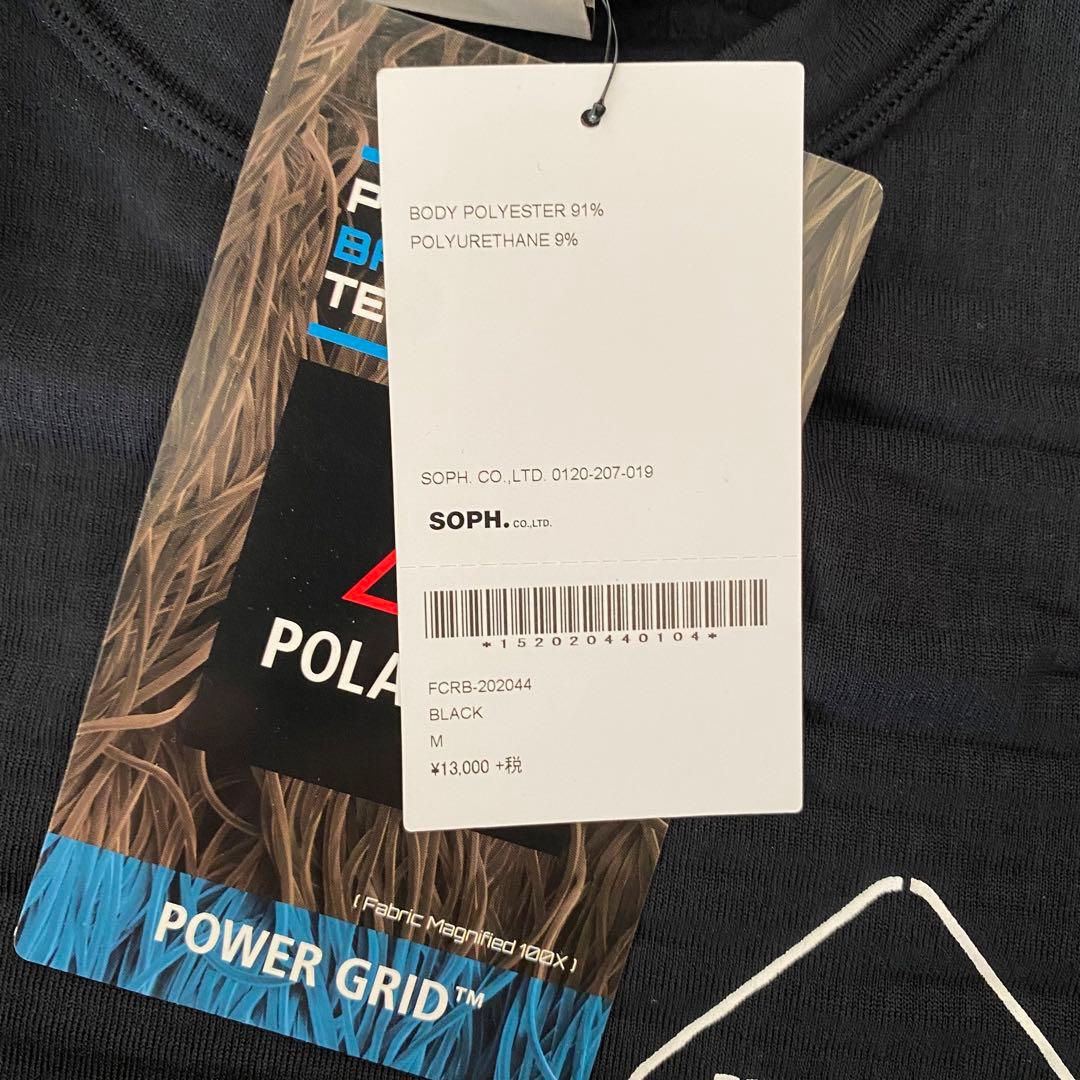 BODY POLYESTER 91%
POLYURETHANE 9%
SOPH. CO.,LTD. 0120-207-019
SOPH. CO.,LTD.
*152020440104*
FCRB-202044
BLACK
M
¥13,000 +税
POLA
( Fabric Magnified 100X )
POWER GRID™